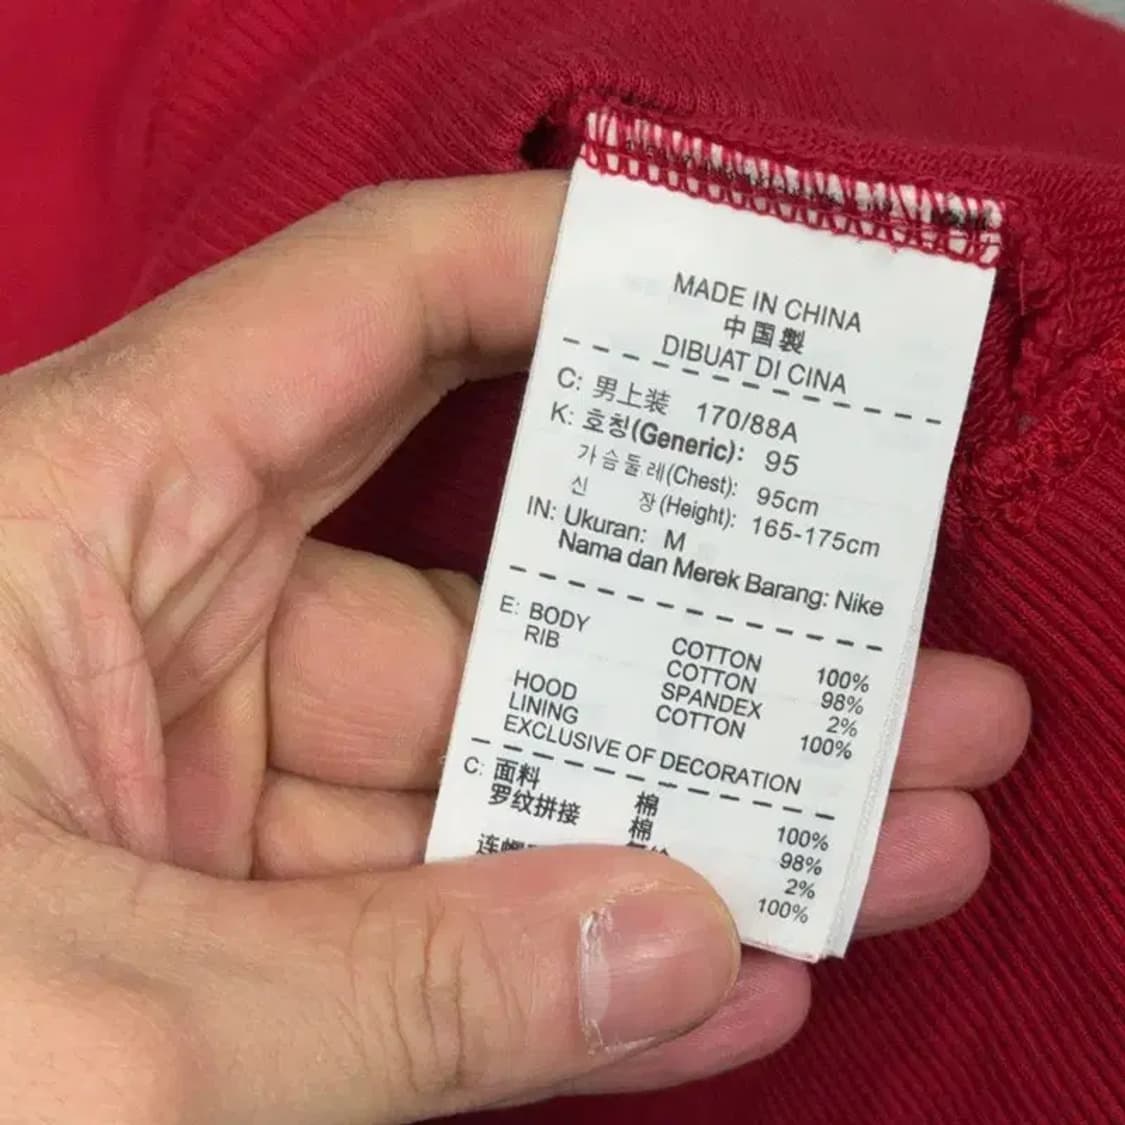 MADE IN CHINA
中国製
DIBUAT DI CINA
C: 男上装 170/88A
K: 호칭(Generic): 95
가슴둘레(Chest): 95cm
신 장(Height): 165-175cm
IN: Ukuran: M
Nama dan Merek Barang: Nike
E: BODY COTTON 100%
RIB COTTON 98%
SPANDEX 2%
HOOD LINING COTTON 100%
EXCLUSIVE OF DECORATION
C: 面料 棉 100%
罗纹拼接 棉 98%
2%
连帽 100%